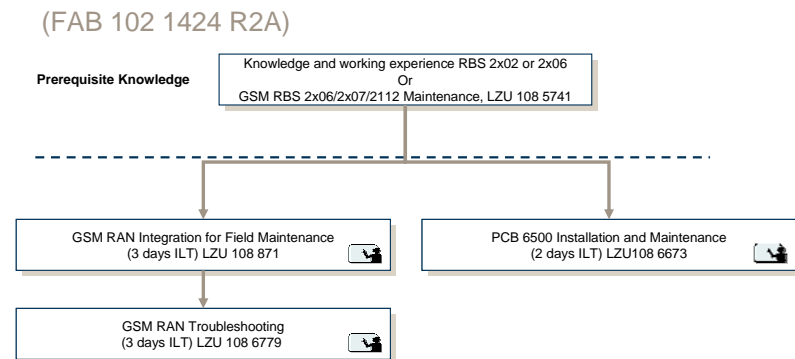 (FAB 102 1424 R2A)
Prerequisite Knowledge
Knowledge and working experience RBS 2x02 or 2x06
Or
GSM RBS 2x06/2x07/2112 Maintenance, LZU 108 5741
GSM RAN Integration for Field Maintenance
(3 days ILT) LZU 108 871
PCB 6500 Installation and Maintenance
(2 days ILT) LZU108 6673
GSM RAN Troubleshooting
(3 days ILT) LZU 108 6779